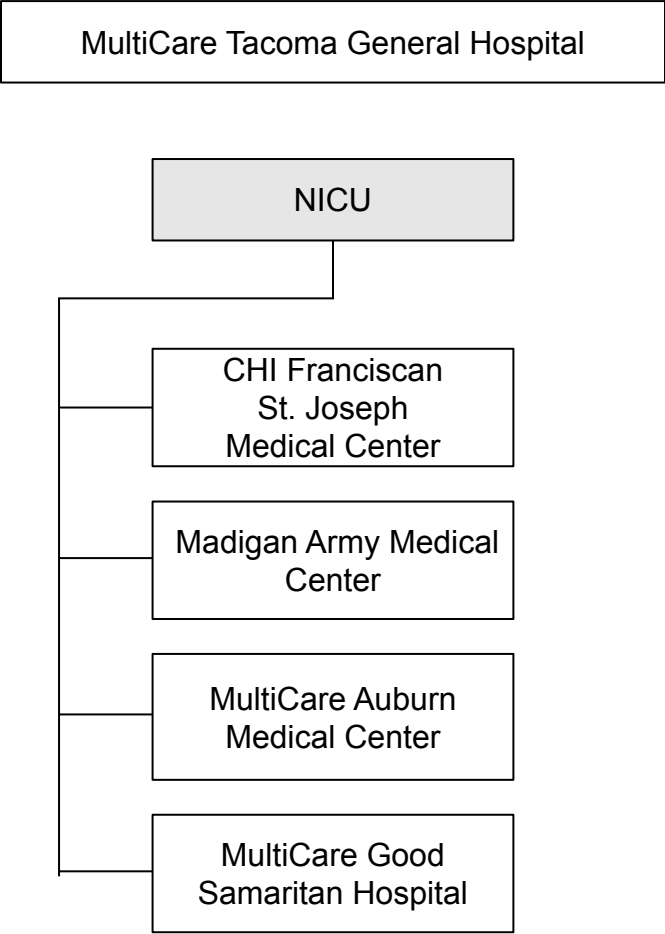 MultiCare Tacoma General Hospital
NICU
CHI Franciscan
St. Joseph
Medical Center
Madigan Army Medical
Center
MultiCare Auburn
Medical Center
MultiCare Good
Samaritan Hospital